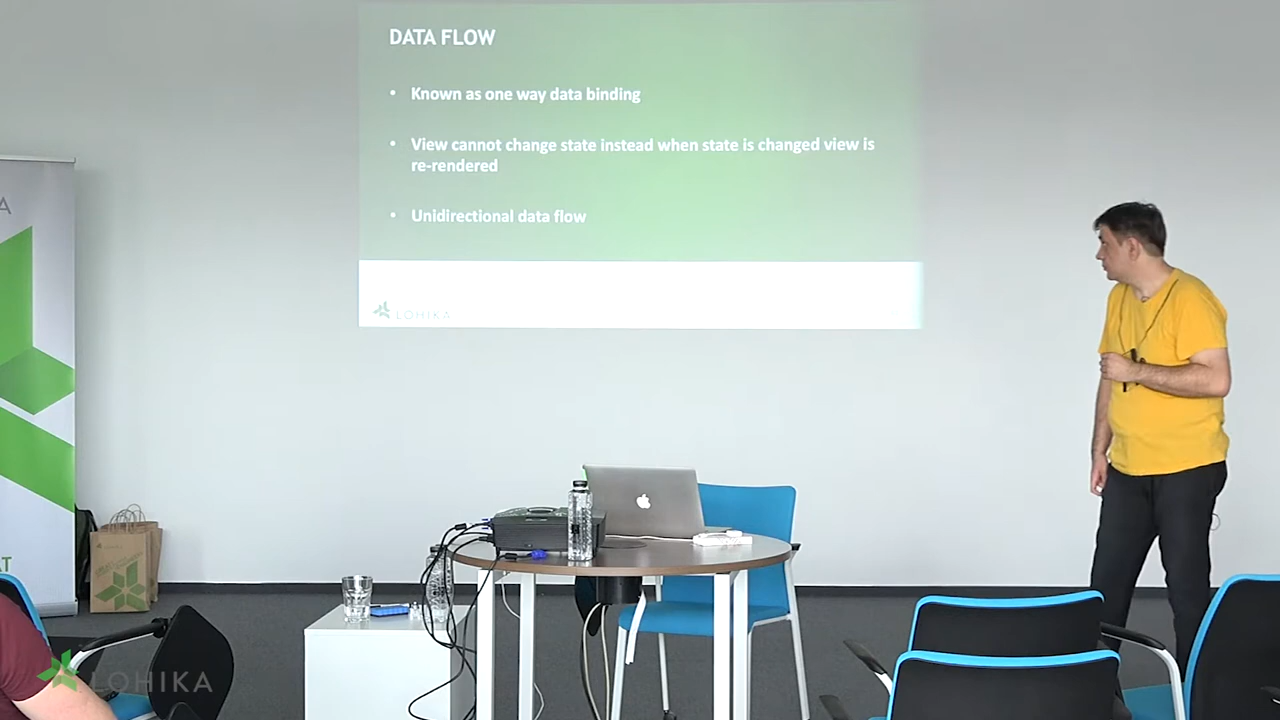 DATA FLOW
• Known as one way data binding
• View cannot change state instead when state is changed view is
re-rendered
• Unidirectional data flow
LOHIKA
A
AT
LOHIKA